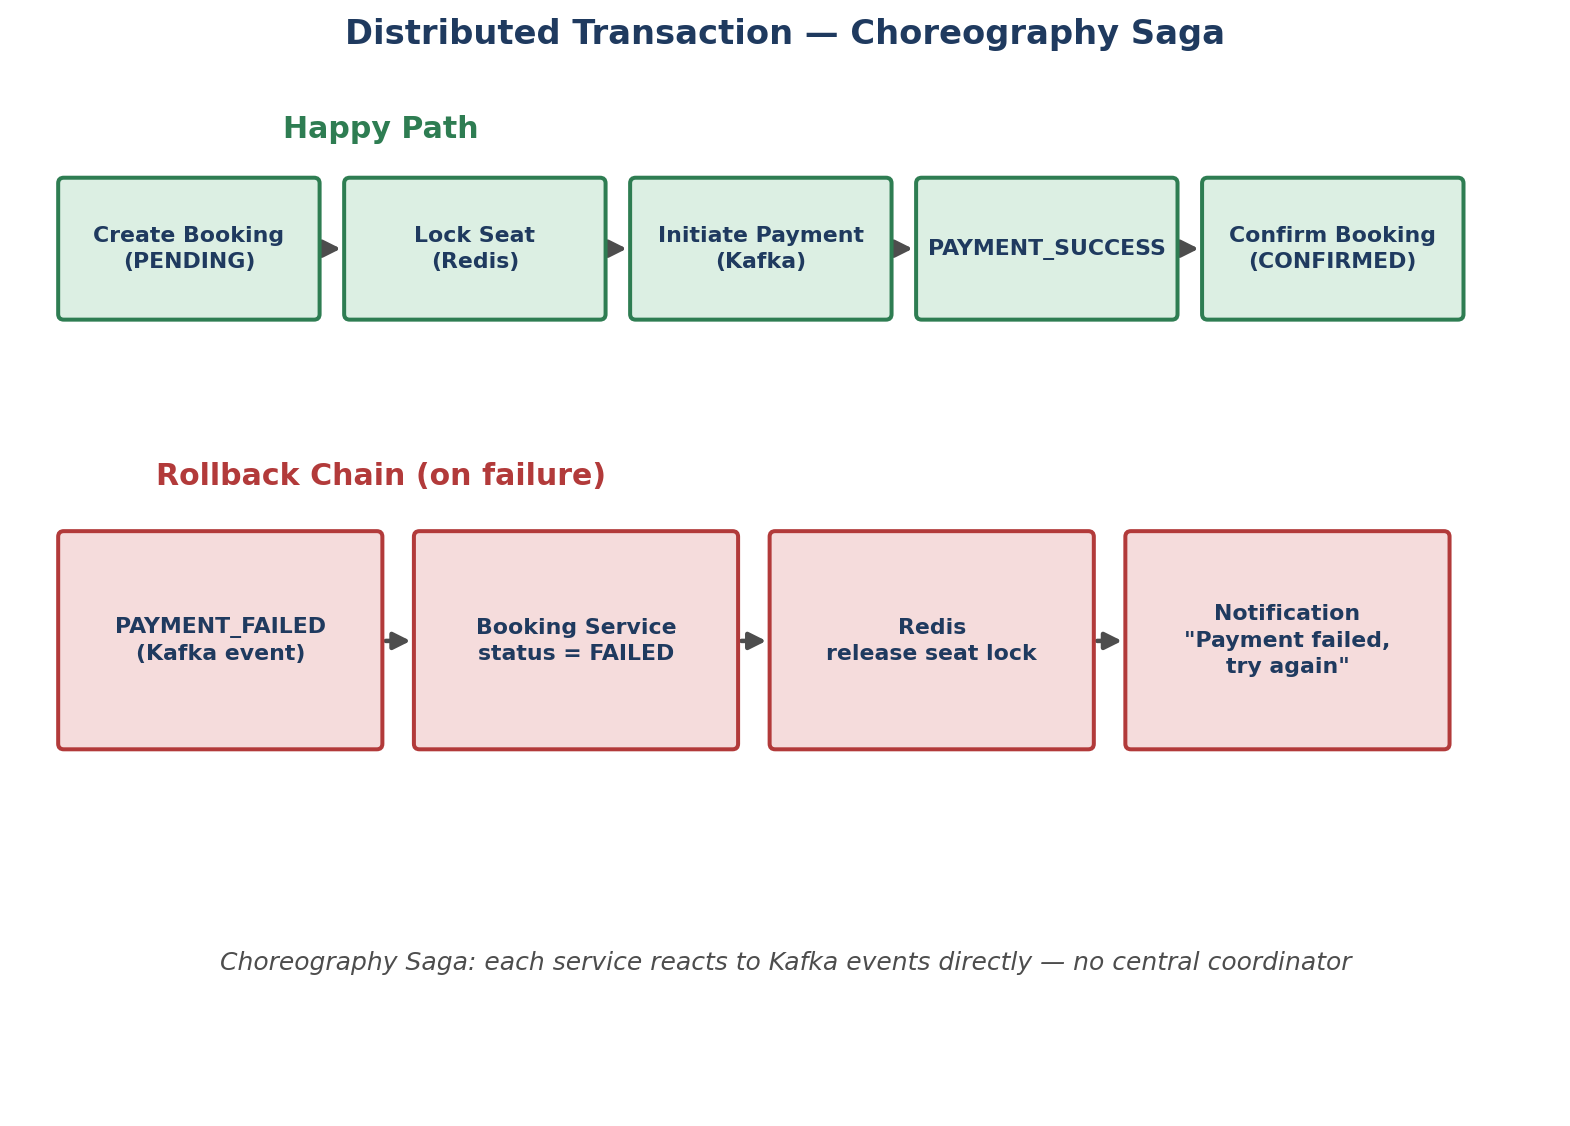 Distributed Transaction — Choreography Saga
Happy Path
Create Booking
(PENDING)
Lock Seat
(Redis)
Initiate Payment
(Kafka)
PAYMENT_SUCCESS
Confirm Booking
(CONFIRMED)
Rollback Chain (on failure)
PAYMENT_FAILED
(Kafka event)
Booking Service
status = FAILED
Redis
release seat lock
Notification
"Payment failed,
try again"
Choreography Saga: each service reacts to Kafka events directly — no central coordinator